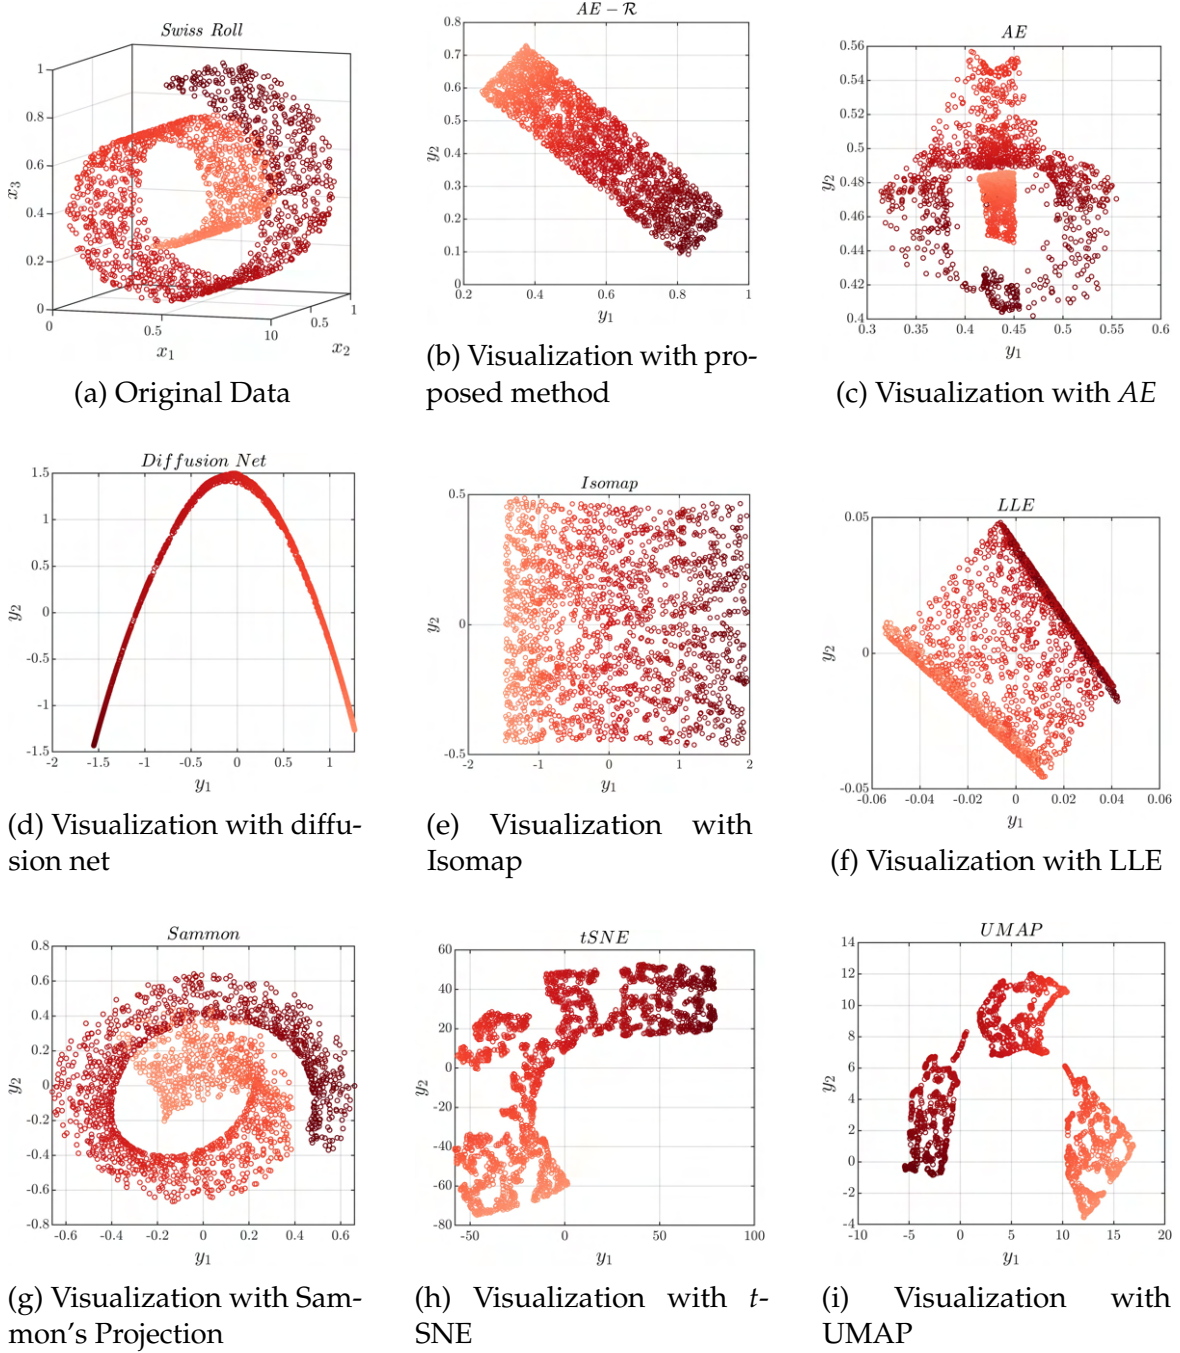 Swiss Roll
1
0.8
0.6
0.4
0.2
0
x3
0
0.5
10
0.5
1
x1
x2
(a) Original Data
AE − R
0.8
0.7
0.6
0.5
0.4
0.3
0.2
0.1
0
y2
0.2
0.4
0.6
0.8
1
y1
(b) Visualization with pro-
posed method
AE
0.56
0.54
0.52
0.5
0.48
0.46
0.44
0.42
0.4
y2
0.3
0.35
0.4
0.45
0.5
0.55
0.6
y1
(c) Visualization with AE
Diffusion Net
1.5
1
0.5
0
-0.5
-1
-1.5
y2
-2
-1.5
-1
-0.5
0
0.5
1
y1
(d) Visualization with diffu-
sion net
Isomap
0.5
0
-0.5
y2
-1
0
1
2
y1
(e) Visualization with
Isomap
LLE
0.05
0
-0.05
y2
-0.06
-0.04
-0.02
0
0.02
0.04
0.06
y1
(f) Visualization with LLE
Sammon
0.8
0.6
0.4
0.2
0
-0.2
-0.4
-0.6
-0.8
y2
-0.6
-0.4
-0.2
0
0.2
0.4
0.6
y1
(g) Visualization with Sam-
mon's Projection
tSNE
60
40
20
0
-20
-40
-60
-80
y2
-50
0
50
100
y1
(h) Visualization with t-
SNE
UMAP
14
12
10
8
6
4
2
0
-2
-4
y2
-10
-5
0
5
10
15
20
y1
(i) Visualization with
UMAP